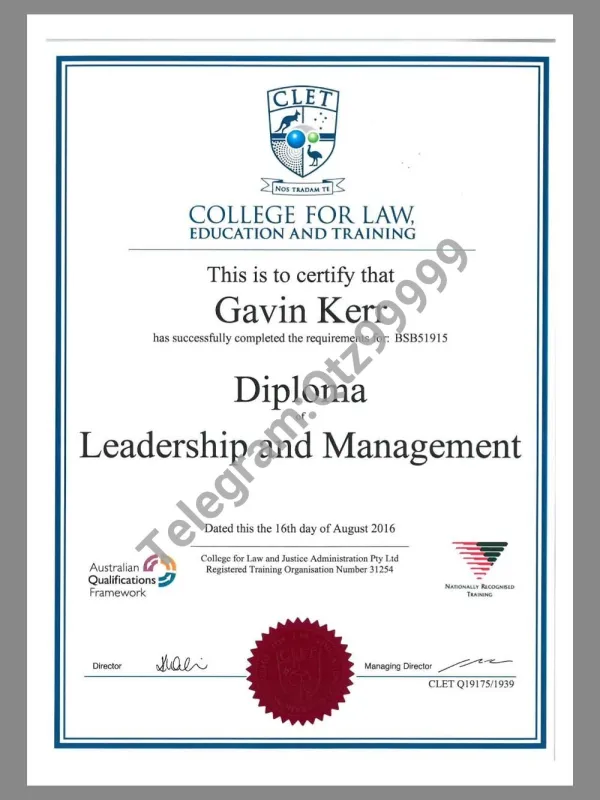 CLET
NOS TRADAM TE
COLLEGE FOR LAW,
EDUCATION AND TRAINING
This is to certify that
Gavin Kerr
has successfully completed the requirements for: BSB51915
Diploma
of
Leadership and Management
Telegram:Qtz99999
Dated this the 16th day of August 2016
College for Law and Justice Administration Pty Ltd
Registered Training Organisation Number 31254
Australian
Qualifications
Framework
NATIONALLY RECOGNISED
TRAINING
Director
Managing Director
CLET Q19175/1939
CLET